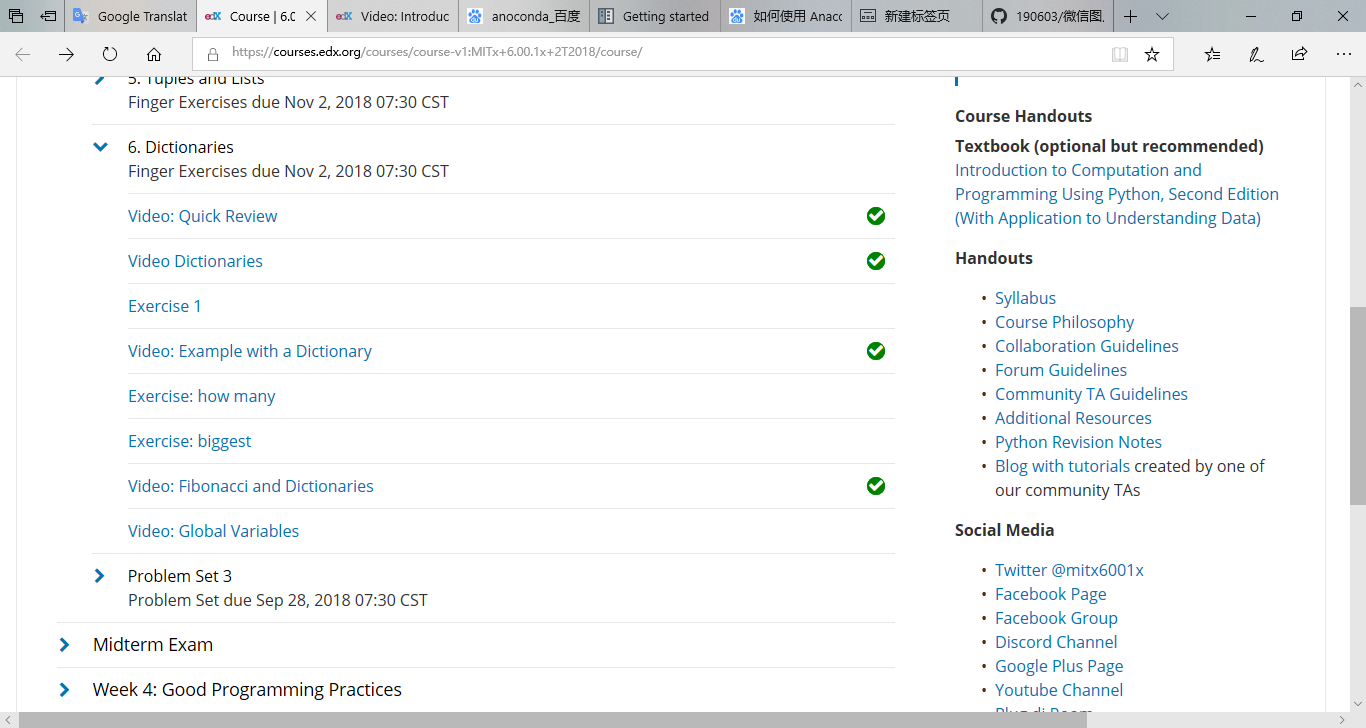 Google Translat
edX Course | 6.0
edX Video: Introduc
anoconda_百度
Getting started
如何使用 Anacc
新建标签页
190603/微信图
https://courses.edx.org/courses/course-v1:MITx+6.00.1x+2T2018/course/
5. Tuples and Lists
Finger Exercises due Nov 2, 2018 07:30 CST
6. Dictionaries
Finger Exercises due Nov 2, 2018 07:30 CST
Video: Quick Review
Video Dictionaries
Exercise 1
Video: Example with a Dictionary
Exercise: how many
Exercise: biggest
Video: Fibonacci and Dictionaries
Video: Global Variables
Problem Set 3
Problem Set due Sep 28, 2018 07:30 CST
Midterm Exam
Week 4: Good Programming Practices
Course Handouts
Textbook (optional but recommended)
Introduction to Computation and
Programming Using Python, Second Edition
(With Application to Understanding Data)
Handouts
• Syllabus
• Course Philosophy
• Collaboration Guidelines
• Forum Guidelines
• Community TA Guidelines
• Additional Resources
• Python Revision Notes
• Blog with tutorials created by one of
our community TAs
Social Media
• Twitter @mitx6001x
• Facebook Page
• Facebook Group
• Discord Channel
• Google Plus Page
• Youtube Channel
Plug dj Room